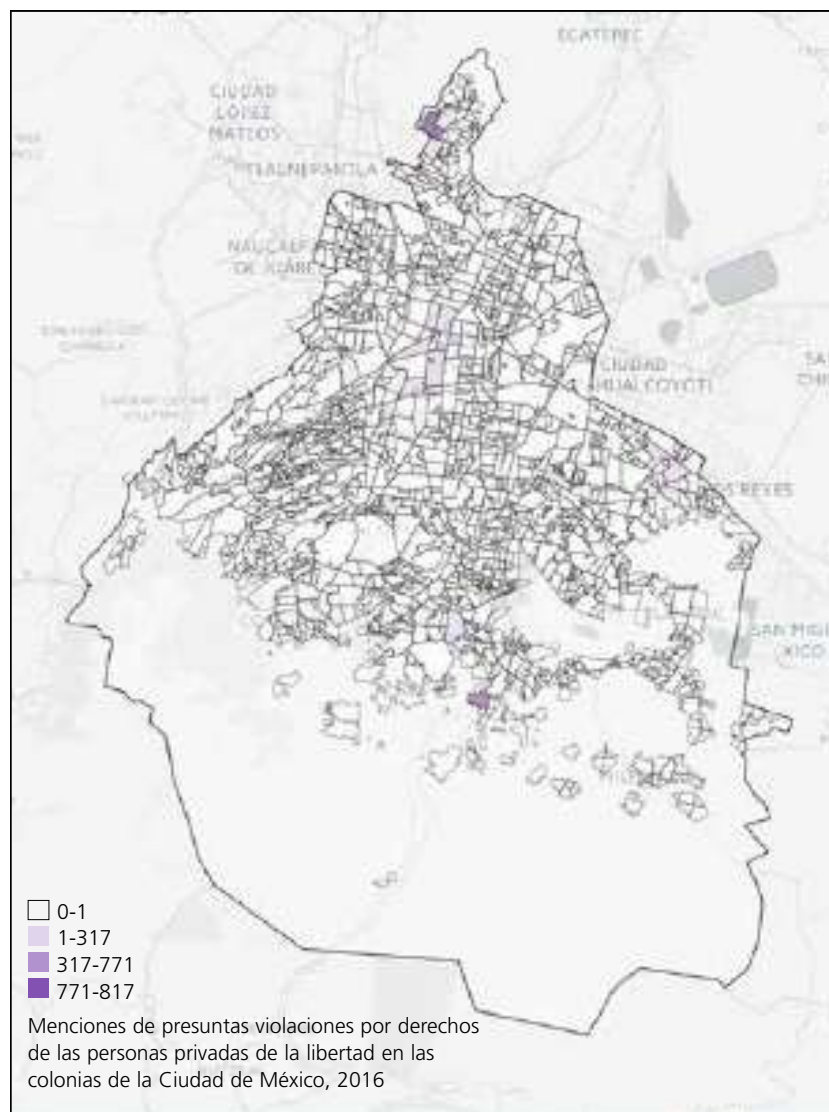 ECATEPEC
CIUDAD
LÓPEZ
MATEOS
TLALNEPANTLA
NAUCALPAN
DE JUÁREZ
CIUDAD
LOS REYES
SAN MIGUEL
XICO
0-1
1-317
317-771
771-817
Menciones de presuntas violaciones por derechos
de las personas privadas de la libertad en las
colonias de la Ciudad de México, 2016